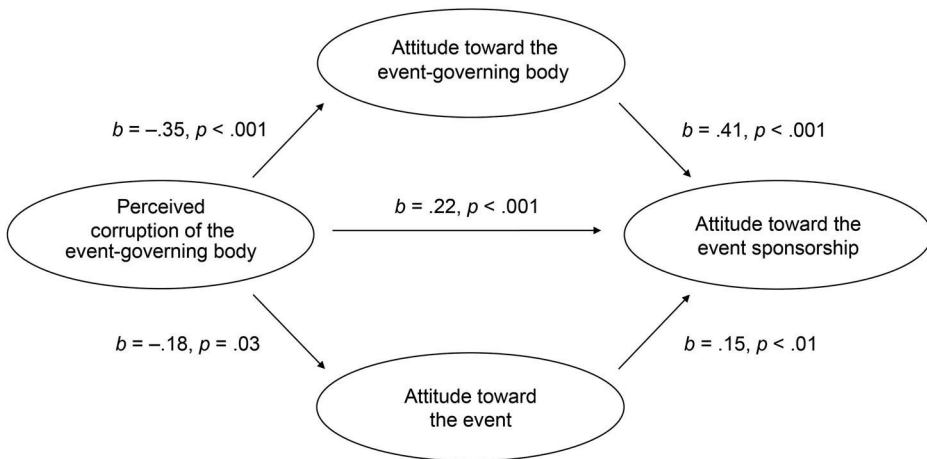 Attitude toward the
event-governing body
b = –.35, p < .001
b = .41, p < .001
Perceived
corruption of the
event-governing body
b = .22, p < .001
Attitude toward the
event sponsorship
b = –.18, p = .03
b = .15, p < .01
Attitude toward
the event